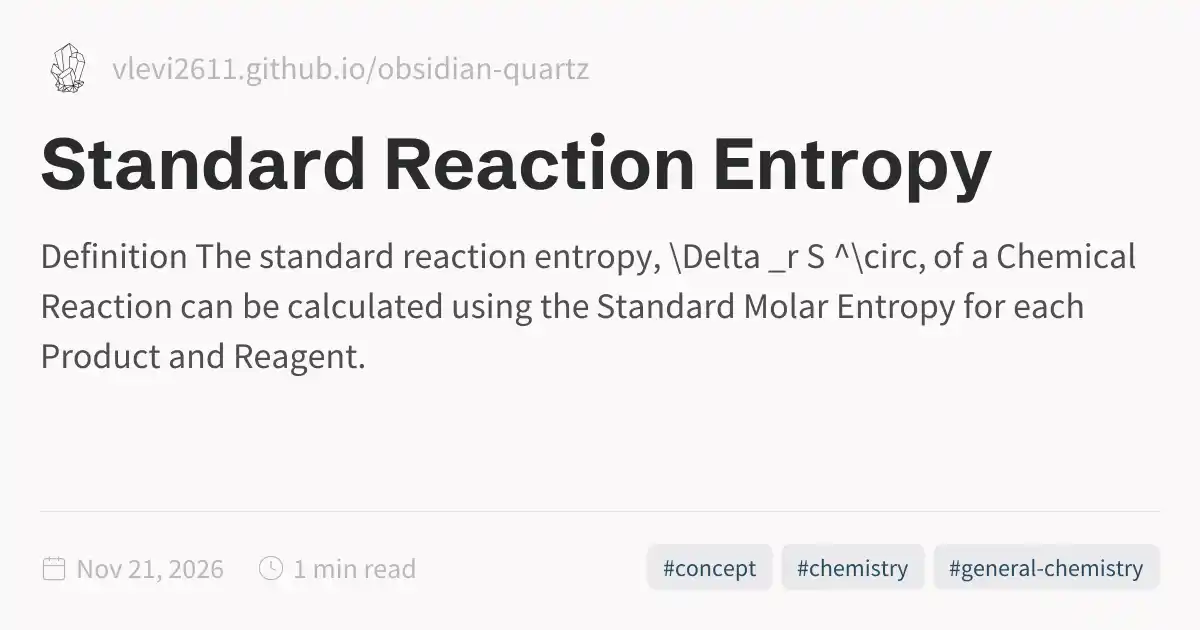 vlevi2611.github.io/obsidian-quartz
Standard Reaction Entropy
Definition The standard reaction entropy, \Delta _r S ^\circ, of a Chemical
Reaction can be calculated using the Standard Molar Entropy for each
Product and Reagent.
Nov 21, 2026 1 min read #concept #chemistry #general-chemistry